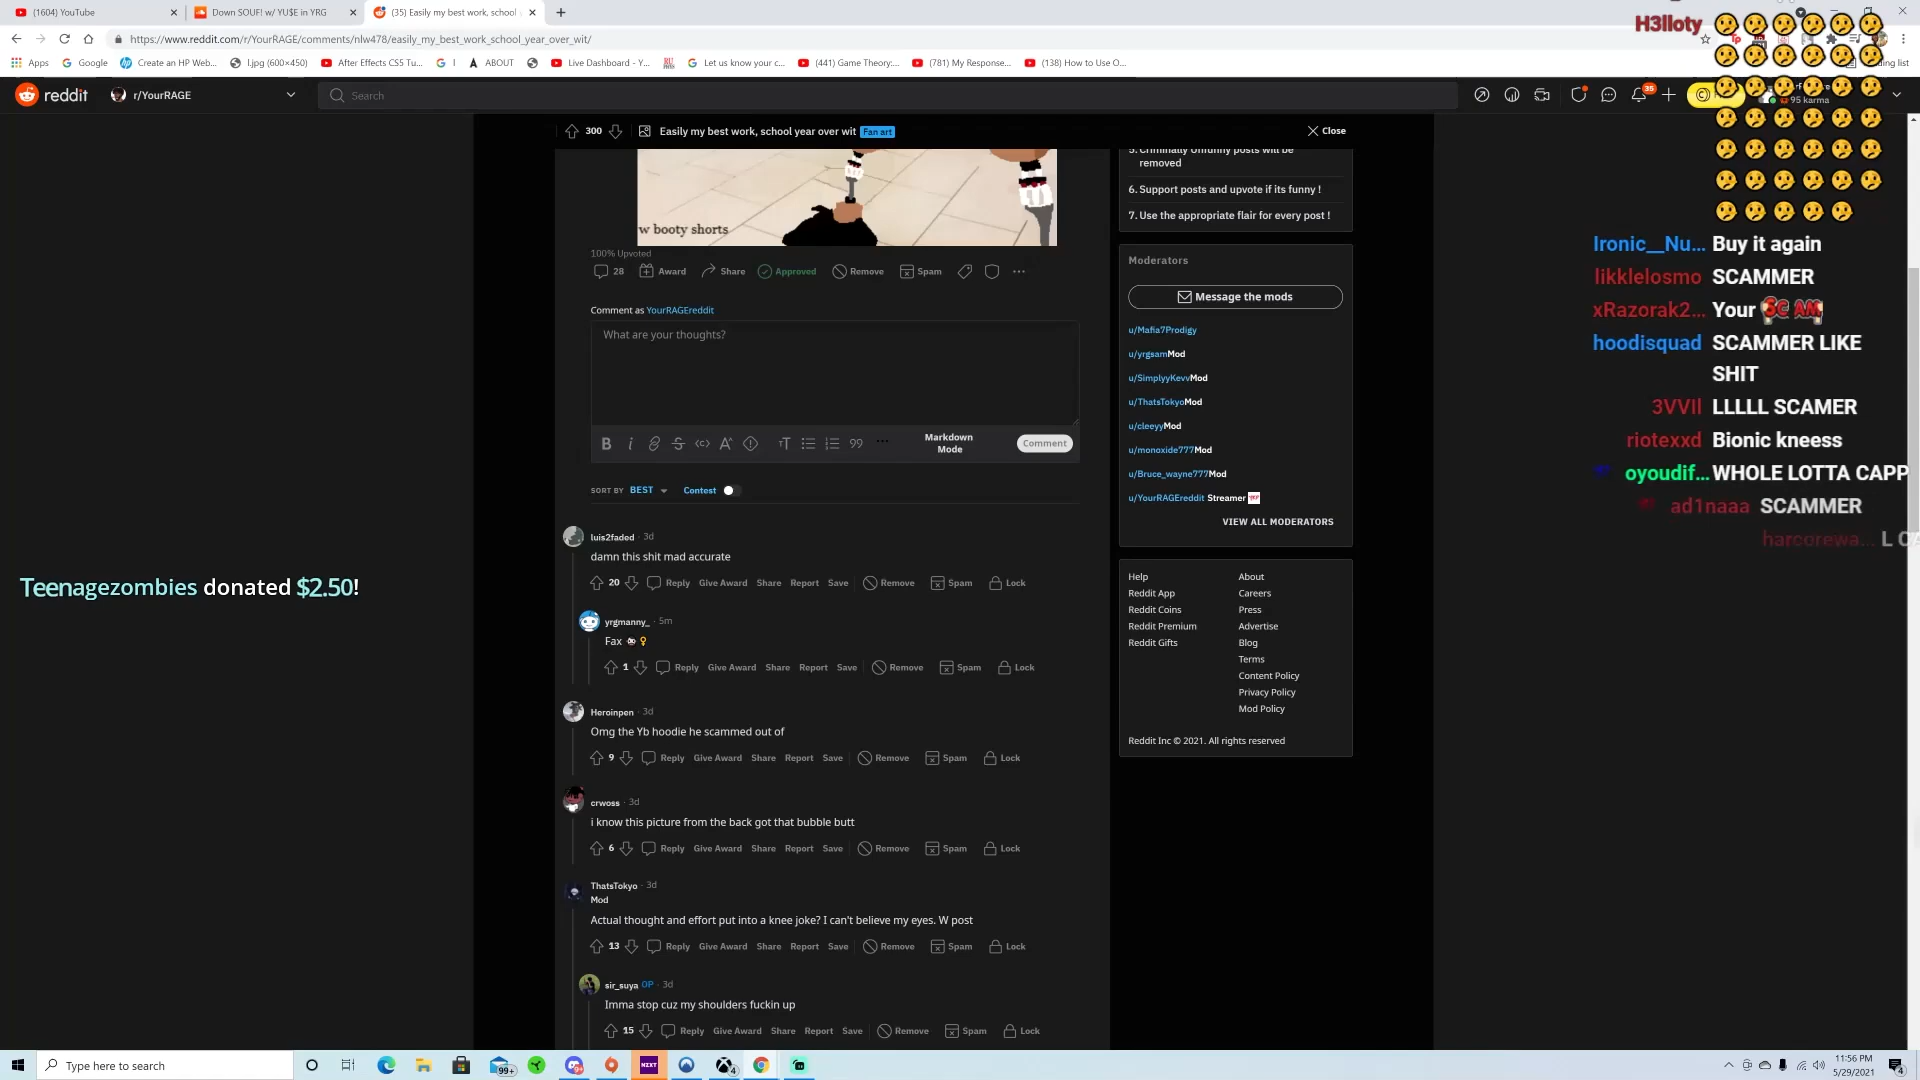 (1604) YouTube
Down SOUF! w/ YU$E in YRG
(35) Easily my best work, school
https://www.reddit.com/r/YourRAGE/comments/nlw478/easily_my_best_work_school_year_over_wit/
Apps
Google
Create an HP Web...
l.jpg (600×450)
After Effects CS5 Tu...
ABOUT
Live Dashboard - Y...
Let us know your c...
(441) Game Theory:...
(781) My Response...
(138) How to Use O...
reddit
r/YourRAGE
Search
35
95 karma
300
Easily my best work, school year over wit
Fan art
Close
w booty shorts
100% Upvoted
28
Award
Share
Approved
Remove
Spam
Comment as YourRAGEreddit
What are your thoughts?
Markdown
Mode
Comment
SORT BY BEST
Contest
luis2faded · 3d
damn this shit mad accurate
20 Reply Give Award Share Report Save Remove Spam Lock
yrgmanny_ · 5m
Fax
1 Reply Give Award Share Report Save Remove Spam Lock
Heroinpen · 3d
Omg the Yb hoodie he scammed out of
9 Reply Give Award Share Report Save Remove Spam Lock
crwoss · 3d
i know this picture from the back got that bubble butt
6 Reply Give Award Share Report Save Remove Spam Lock
ThatsTokyo · 3d
Mod
Actual thought and effort put into a knee joke? I can't believe my eyes. W post
13 Reply Give Award Share Report Save Remove Spam Lock
sir_suya OP · 3d
Imma stop cuz my shoulders fuckin up
15 Reply Give Award Share Report Save Remove Spam Lock
5. Criminally Unfunny posts will be
removed
6. Support posts and upvote if its funny !
7. Use the appropriate flair for every post !
Moderators
Message the mods
u/Mafia7Prodigy
u/yrgsamMod
u/SimplyyKevvMod
u/ThatsTokyoMod
u/cleeyyMod
u/monoxide777Mod
u/Bruce_wayne777Mod
u/YourRAGEreddit Streamer
VIEW ALL MODERATORS
Help
About
Reddit App
Careers
Reddit Coins
Press
Reddit Premium
Advertise
Reddit Gifts
Blog
Terms
Content Policy
Privacy Policy
Mod Policy
Reddit Inc © 2021. All rights reserved
Teenagezombies donated $2.50!
H3lloty
Ironic__Nu... Buy it again
likklelosmo SCAMMER
xRazorak2... Your SCAM
hoodisquad SCAMMER LIKE
SHIT
3VVII LLLLL SCAMER
riotexxd Bionic kneess
oyoudif... WHOLE LOTTA CAPP
ad1naaa SCAMMER
harcorewa... L CA
Type here to search
99+
NZXT
9+
4
11:56 PM
5/29/2021
4